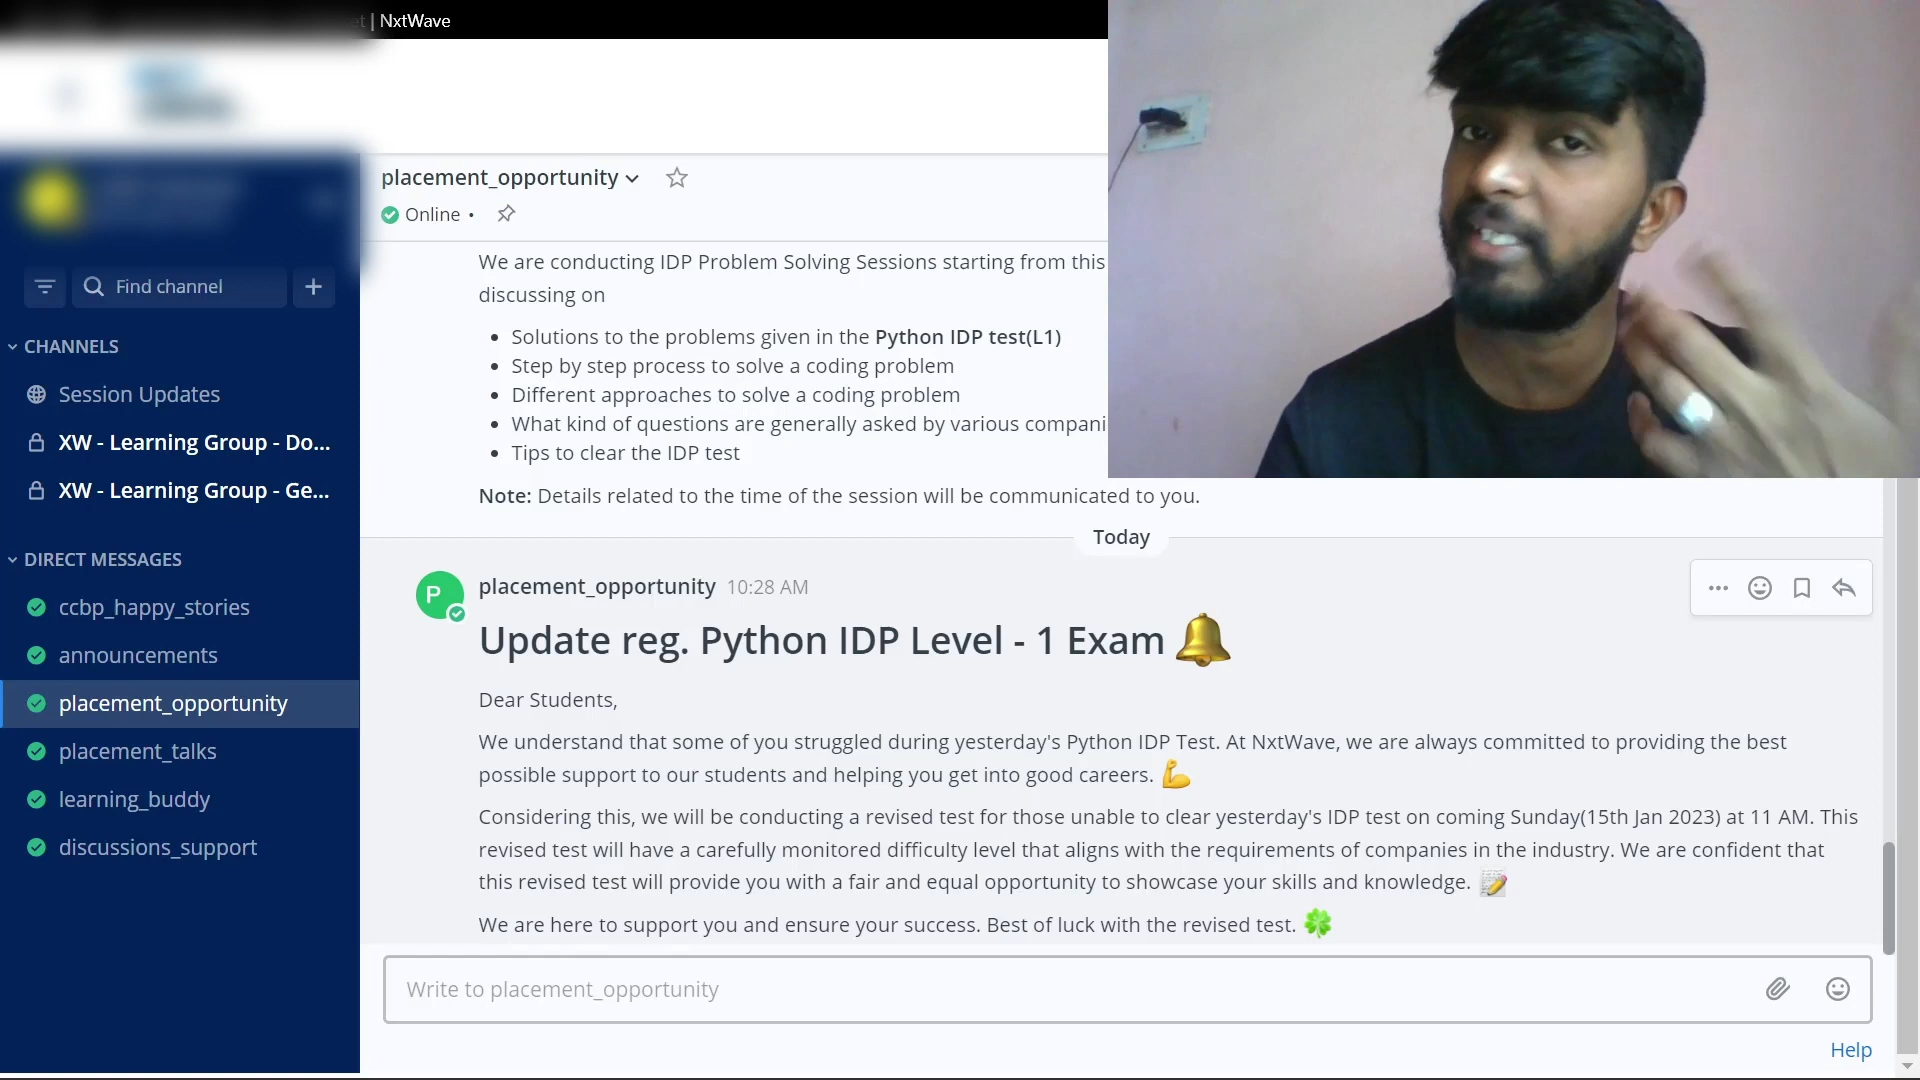 | NxtWave
placement_opportunity
Online •
Find channel
CHANNELS
Session Updates
XW - Learning Group - Do...
XW - Learning Group - Ge...
DIRECT MESSAGES
ccbp_happy_stories
announcements
placement_opportunity
placement_talks
learning_buddy
discussions_support
We are conducting IDP Problem Solving Sessions starting from this
discussing on
• Solutions to the problems given in the Python IDP test(L1)
• Step by step process to solve a coding problem
• Different approaches to solve a coding problem
• What kind of questions are generally asked by various compani
• Tips to clear the IDP test
Note: Details related to the time of the session will be communicated to you.
Today
P
placement_opportunity 10:28 AM
Update reg. Python IDP Level - 1 Exam 🔔
Dear Students,
We understand that some of you struggled during yesterday's Python IDP Test. At NxtWave, we are always committed to providing the best
possible support to our students and helping you get into good careers. 💪
Considering this, we will be conducting a revised test for those unable to clear yesterday's IDP test on coming Sunday(15th Jan 2023) at 11 AM. This
revised test will have a carefully monitored difficulty level that aligns with the requirements of companies in the industry. We are confident that
this revised test will provide you with a fair and equal opportunity to showcase your skills and knowledge. 📝
We are here to support you and ensure your success. Best of luck with the revised test. 🍀
Write to placement_opportunity
Help